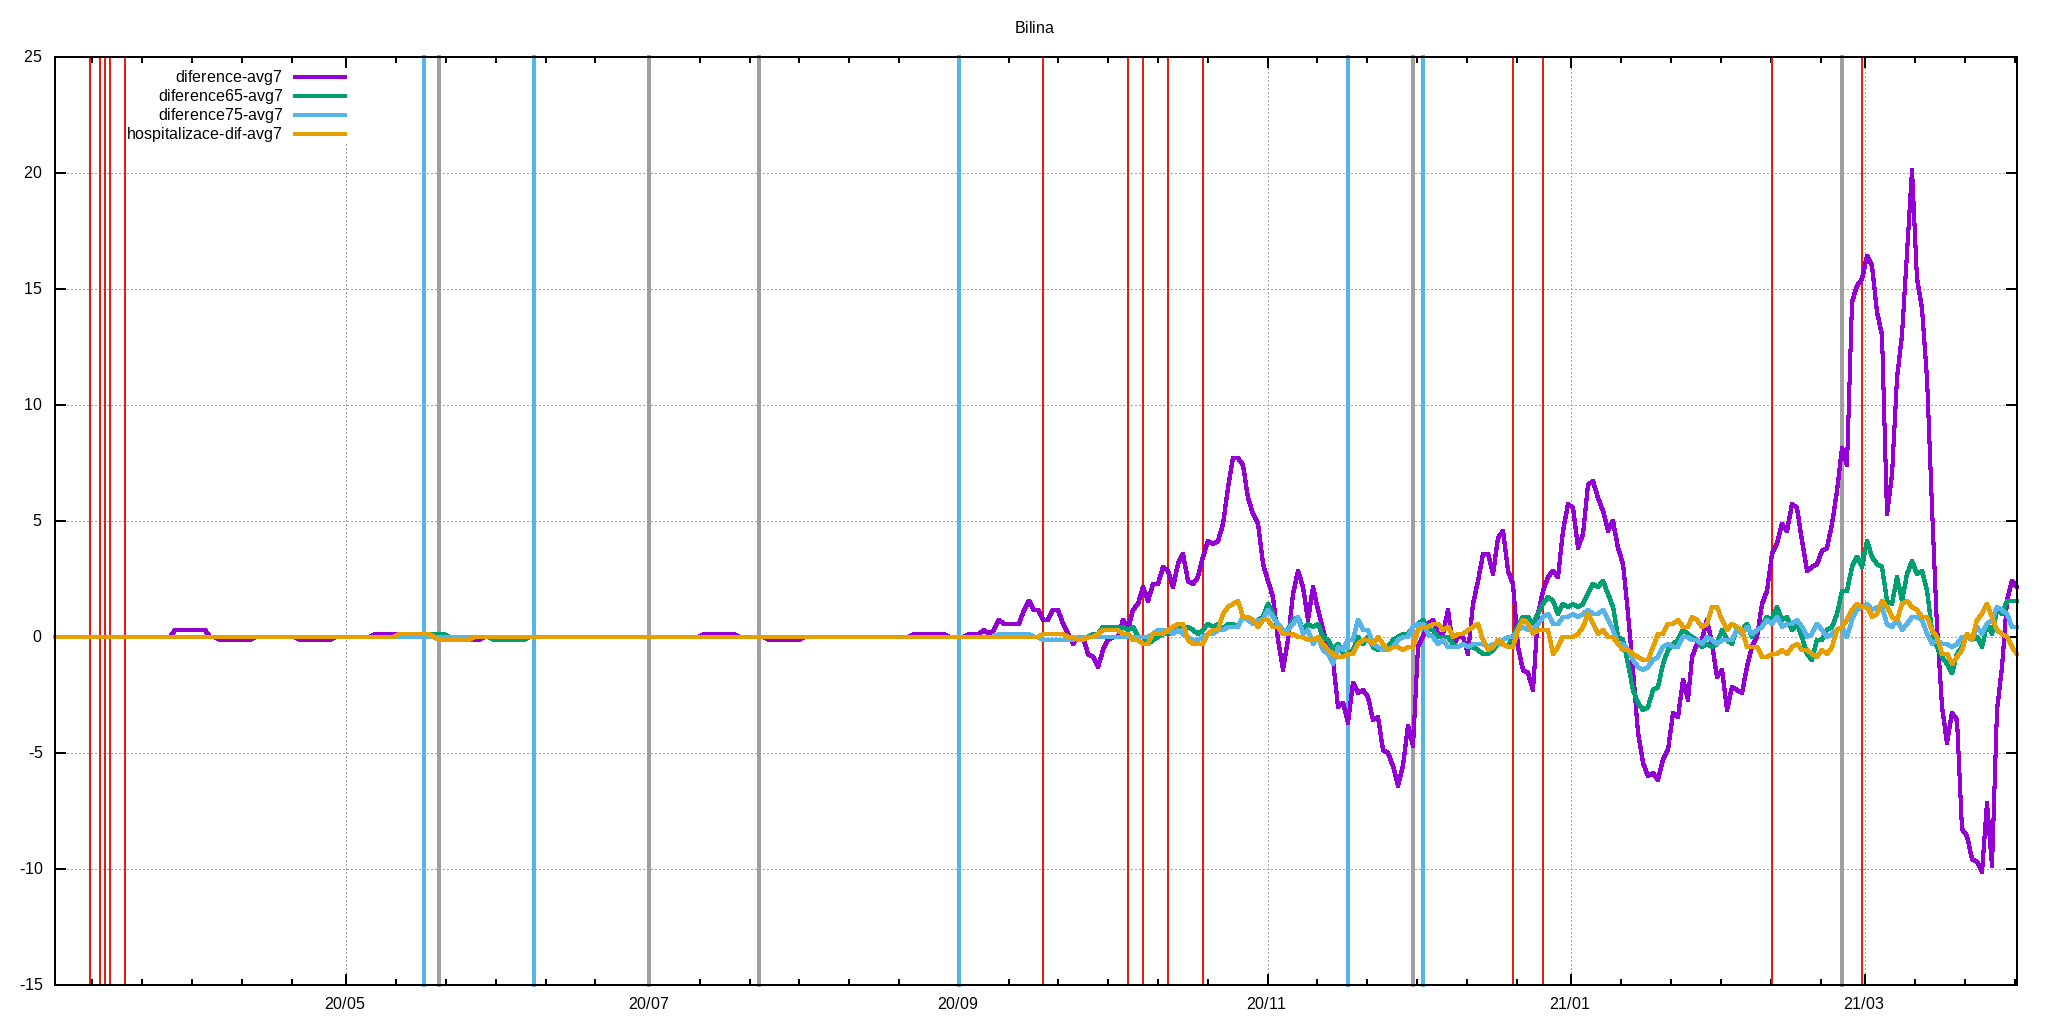 Bilina
25
20
15
10
5
0
-5
-10
-15
diference-avg7
diference65-avg7
diference75-avg7
hospitalizace-dif-avg7
20/05 20/07 20/09 20/11 21/01 21/03